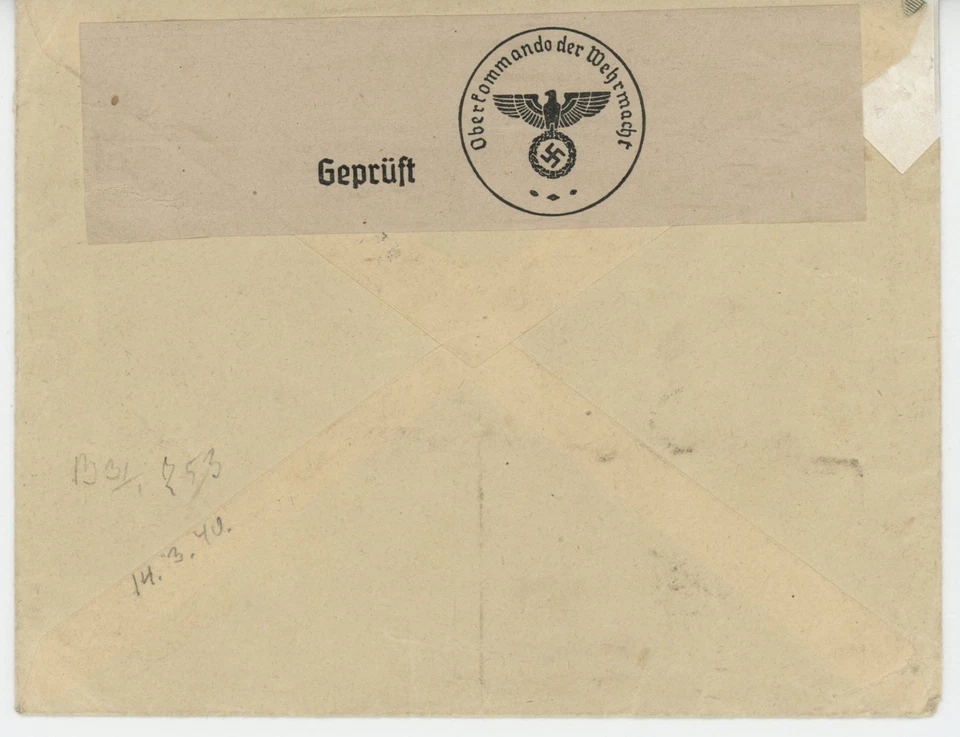 Oberkommando der Wehrmacht
Geprüft
14. 3. 40.